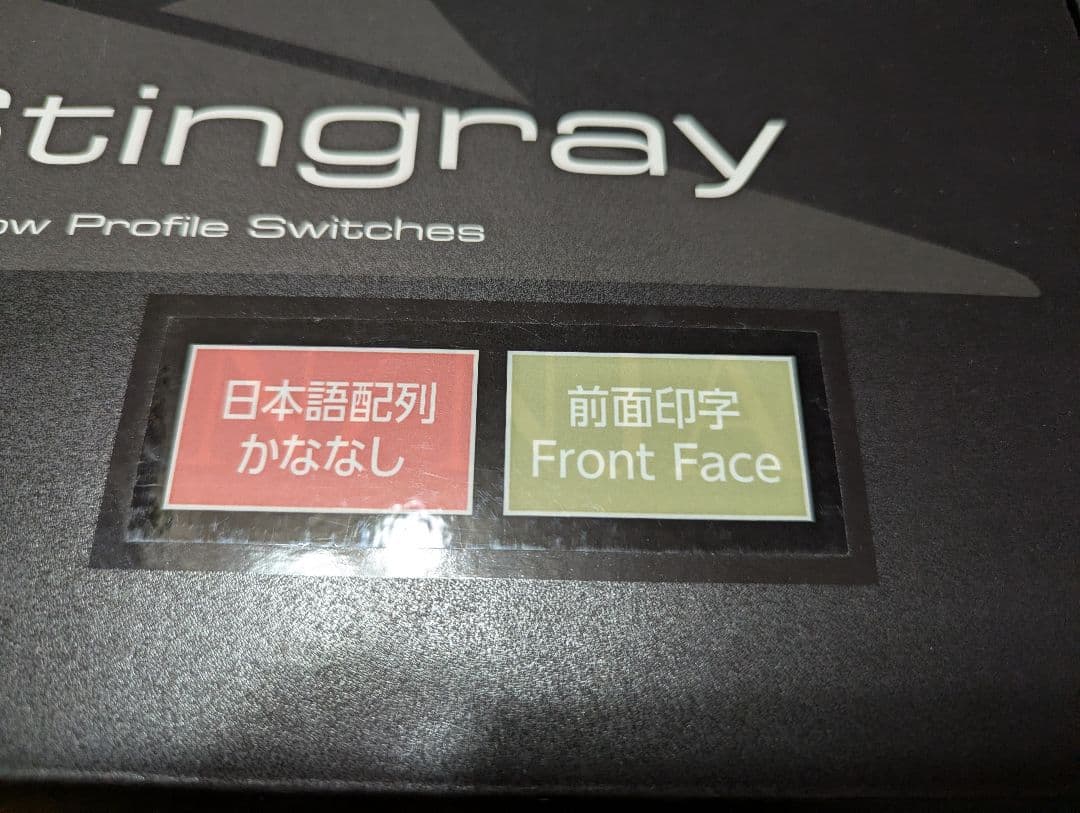 Stingray
ow Profile Switches
日本語配列
かななし
前面印字
Front Face